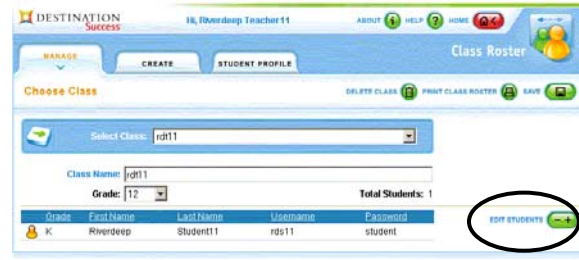 DESTINATION Success
Hi, Riverdeep Teacher11
ABOUT HELP ? HOME
MANAGE CREATE STUDENT PROFILE
Class Roster
Choose Class
DELETE CLASS PRINT CLASS ROSTER SAVE
Select Class: rdt11
Class Name: rdt11
Grade: 12 Total Students: 1
Grade First Name Last Name Username Password
K Riverdeep Student11 rds11 student
EDIT STUDENTS - +